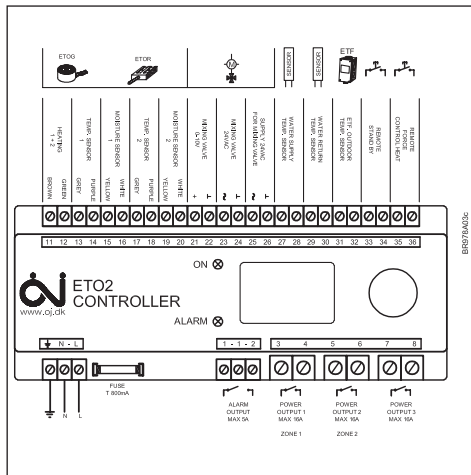 ETOG
ETOR
M
SENSOR
SENSOR
ETF
HEATING
1 + 2
TEMP. SENSOR
1
MOISTURE SENSOR
1
TEMP. SENSOR
2
MOISTURE SENSOR
2
MIXING VALVE
0-10V
MIXING VALVE
24VAC
SUPPLY 24VAC
FOR MIXING VALVE
WATER SUPPLY
TEMP. SENSOR
WATER RETURN
TEMP. SENSOR
ETF OUTDOOR
TEMP. SENSOR
REMOTE
STAND BY
REMOTE
FORCE
CONTROL HEAT
BROWN
GREEN
GREY
PURPLE
YELLOW
WHITE
GREY
PURPLE
YELLOW
WHITE
11 12 13 14 15 16 17 18 19 20 21 22 23 24 25 26 27 28 29 30 31 32 33 34 35 36
BR978A03c
ON
OJ
ETO2
CONTROLLER
www.oj.dk
ALARM
N - L
1 - 1 - 2
3 4 5 6 7 8
N L
FUSE
T 800mA
ALARM
OUTPUT
MAX 5A
POWER
OUTPUT 1
MAX 16A
POWER
OUTPUT 2
MAX 16A
POWER
OUTPUT 3
MAX 16A
ZONE 1
ZONE 2